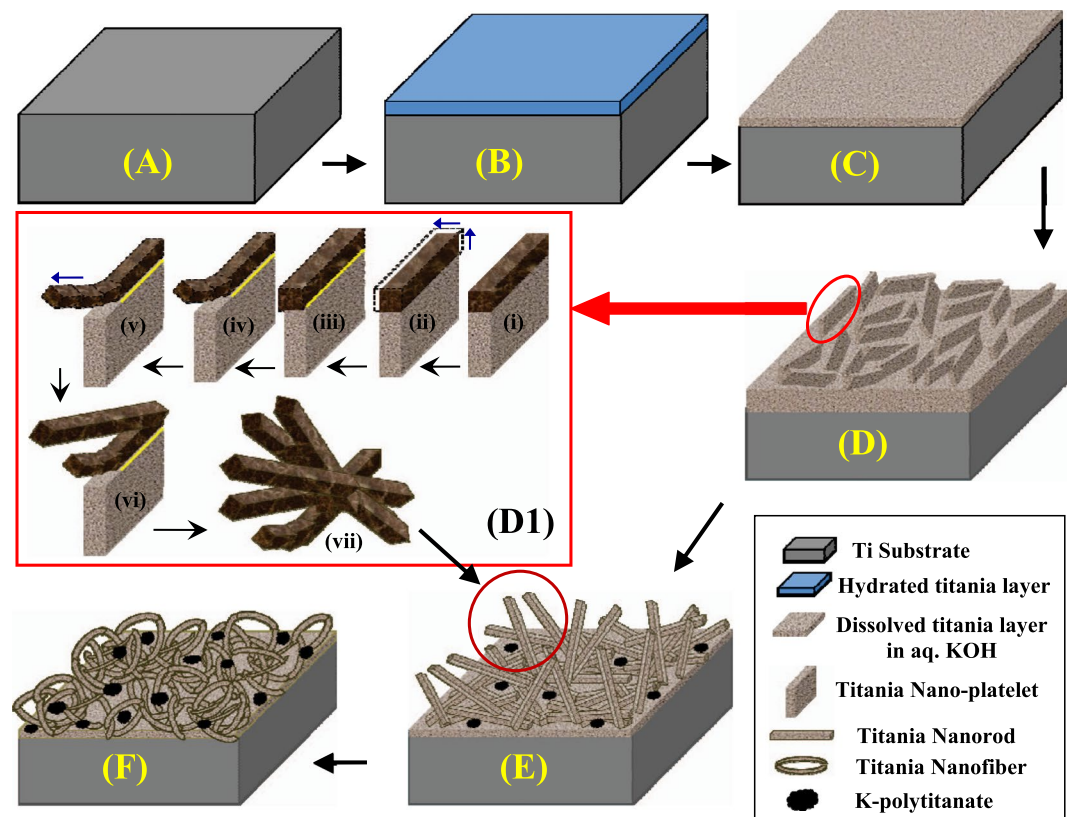 (A)
(B)
(C)
(v)
(iv)
(iii)
(ii)
(i)
(vi)
(vii)
(D1)
(D)
(F)
(E)
Ti Substrate
Hydrated titania layer
Dissolved titania layer
in aq. KOH
Titania Nano-platelet
Titania Nanorod
Titania Nanofiber
K-polytitanate